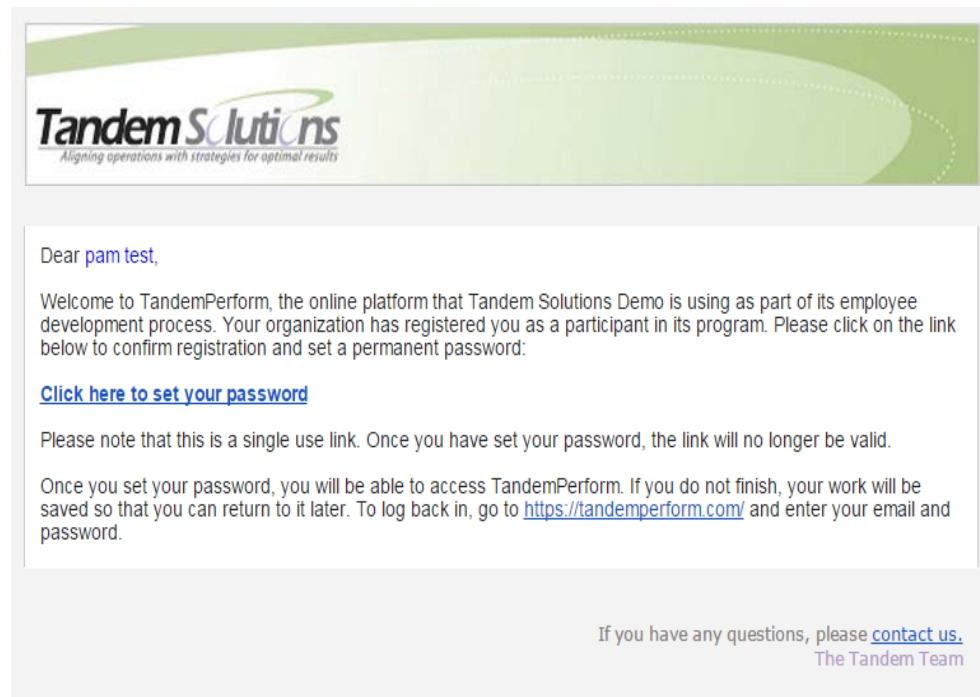 Tandem Solutions
Aligning operations with strategies for optimal results
Dear pam test,
Welcome to TandemPerform, the online platform that Tandem Solutions Demo is using as part of its employee
development process. Your organization has registered you as a participant in its program. Please click on the link
below to confirm registration and set a permanent password:
Click here to set your password
Please note that this is a single use link. Once you have set your password, the link will no longer be valid.
Once you set your password, you will be able to access TandemPerform. If you do not finish, your work will be
saved so that you can return to it later. To log back in, go to https://tandemperform.com/ and enter your email and
password.
If you have any questions, please contact us.
The Tandem Team